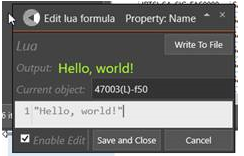 Edit lua formula Property: Name
Lua
Write To File
Output: Hello, world!
Current object: 47003(L)-f50
1 "Hello, world!"
Enable Edit Save and Close Cancel